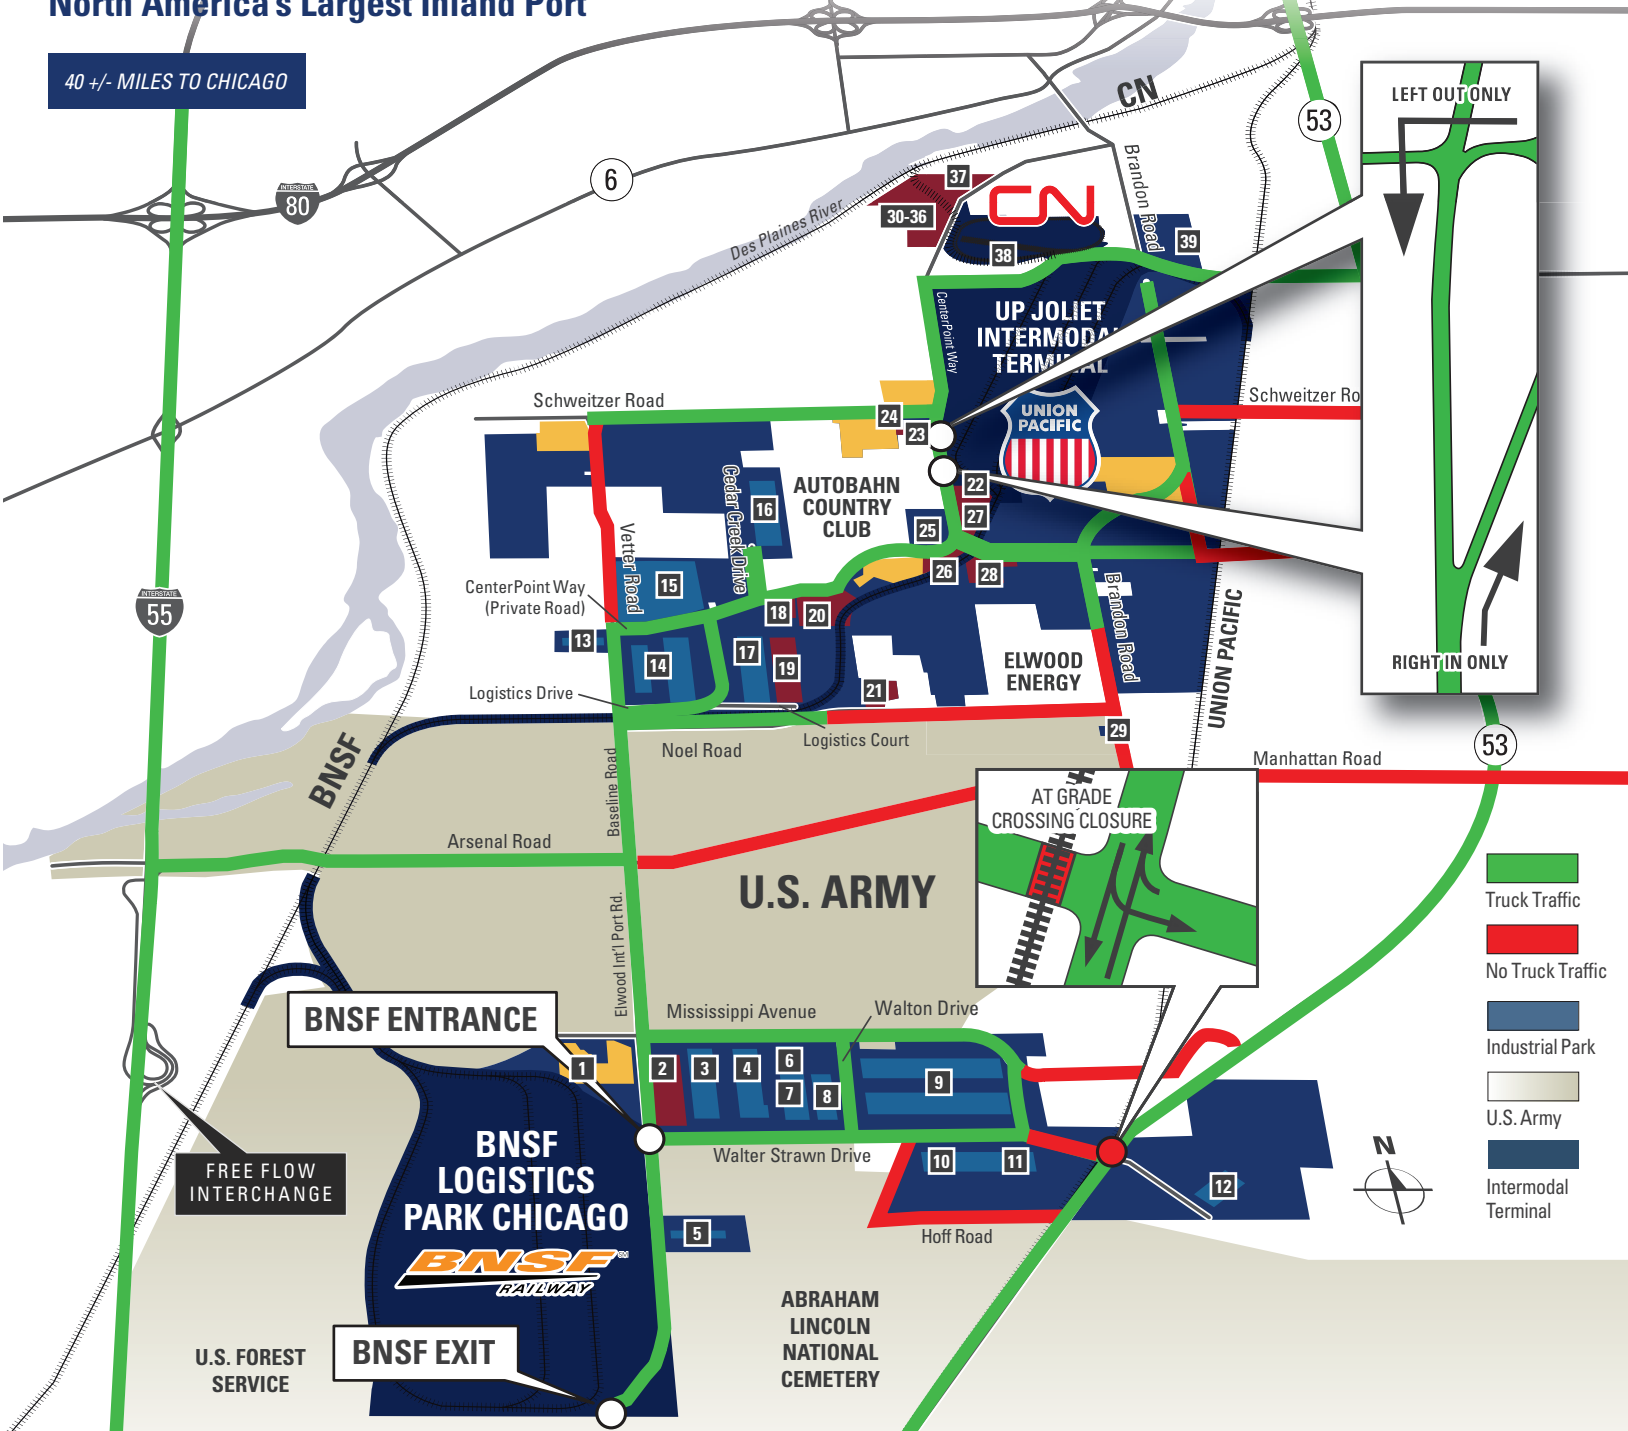 North America's Largest Inland Port
40 +/- MILES TO CHICAGO
INTERSTATE
80
6
53
CN
37
30-36
CN
38
39
Brandon Road
Des Plaines River
LEFT OUT ONLY
RIGHT IN ONLY
CenterPoint Way
UP JOLIET
INTERMODAL
TERMINAL
UNION
PACIFIC
Schweitzer Road
24
23
Schweitzer Ro
22
27
AUTOBAHN
COUNTRY
CLUB
25
26
28
16
Cedar Creek Drive
Vetter Road
15
CenterPoint Way
(Private Road)
INTERSTATE
55
13
14
17
18
19
20
21
ELWOOD
ENERGY
Brandon Road
UNION PACIFIC
29
Logistics Drive
Noel Road
Logistics Court
53
Manhattan Road
BNSF
Baseline Road
AT GRADE
CROSSING CLOSURE
Arsenal Road
U.S. ARMY
Elwood Int'l Port Rd.
Truck Traffic
No Truck Traffic
Industrial Park
U.S. Army
Intermodal
Terminal
N
BNSF ENTRANCE
Mississippi Avenue
Walton Drive
1
2
3
4
6
7
8
9
FREE FLOW
INTERCHANGE
BNSF
LOGISTICS
PARK CHICAGO
BNSF
SM
RAILWAY
Walter Strawn Drive
10
11
12
5
Hoff Road
BNSF EXIT
U.S. FOREST
SERVICE
ABRAHAM
LINCOLN
NATIONAL
CEMETERY